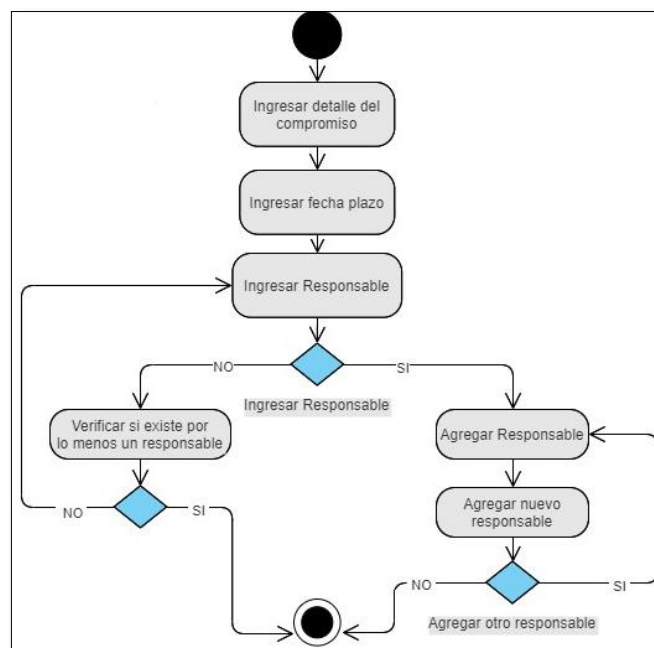 Ingresar detalle del
compromiso
Ingresar fecha plazo
Ingresar Responsable
NO
SI
Ingresar Responsable
Verificar si existe por
lo menos un responsable
Agregar Responsable
Agregar nuevo
responsable
NO
SI
NO
SI
Agregar otro responsable